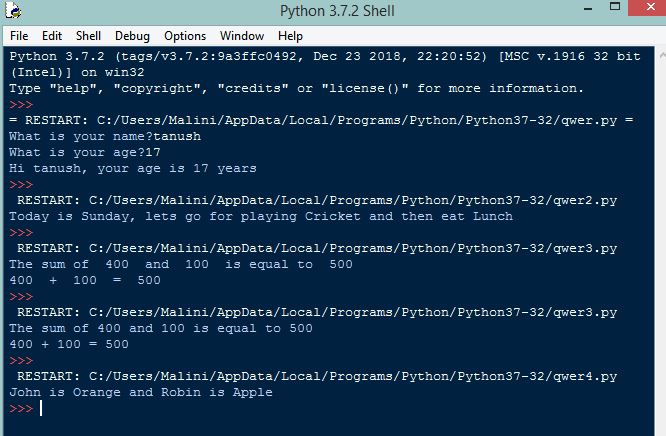 Python 3.7.2 Shell
File Edit Shell Debug Options Window Help
Python 3.7.2 (tags/v3.7.2:9a3ffc0492, Dec 23 2018, 22:20:52) [MSC v.1916 32 bit
(Intel)] on win32
Type "help", "copyright", "credits" or "license()" for more information.
>>>
= RESTART: C:/Users/Malini/AppData/Local/Programs/Python/Python37-32/qwer.py =
What is your name?tanush
What is your age?17
Hi tanush, your age is 17 years
>>>
 RESTART: C:/Users/Malini/AppData/Local/Programs/Python/Python37-32/qwer2.py
Today is Sunday, lets go for playing Cricket and then eat Lunch
>>>
 RESTART: C:/Users/Malini/AppData/Local/Programs/Python/Python37-32/qwer3.py
The sum of  400  and  100  is equal to  500
400  +  100  =  500
>>>
 RESTART: C:/Users/Malini/AppData/Local/Programs/Python/Python37-32/qwer3.py
The sum of 400 and 100 is equal to 500
400 + 100 = 500
>>>
 RESTART: C:/Users/Malini/AppData/Local/Programs/Python/Python37-32/qwer4.py
John is Orange and Robin is Apple
>>>